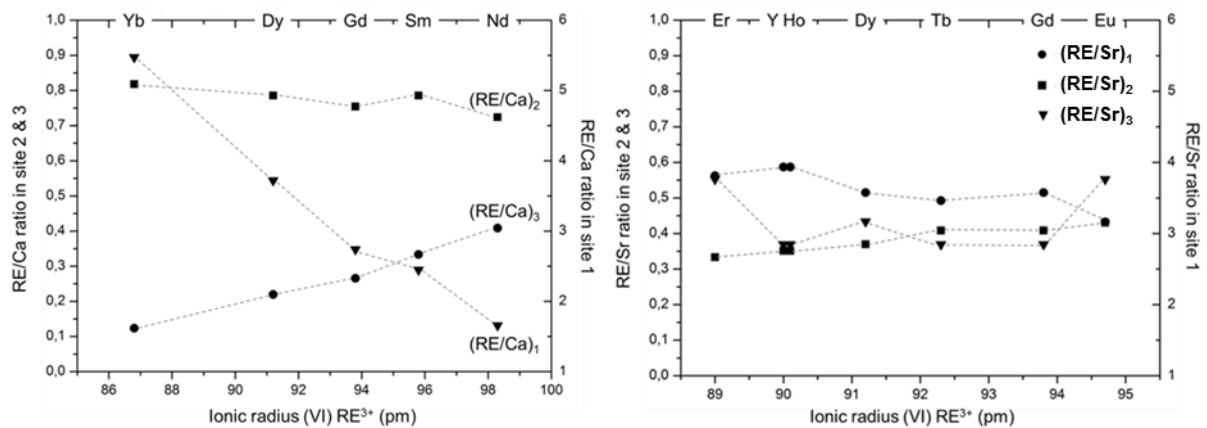 Yb Dy Gd Sm Nd
1,0
0,9
0,8
0,7
0,6
0,5
0,4
0,3
0,2
0,1
0,0
RE/Ca ratio in site 2 & 3
6
5
4
3
2
1
RE/Ca ratio in site 1
(RE/Ca)₂
(RE/Ca)₃
(RE/Ca)₁
86 88 90 92 94 96 98 100
Ionic radius (VI) RE³⁺ (pm)
Er Y Ho Dy Tb Gd Eu
1,0
0,9
0,8
0,7
0,6
0,5
0,4
0,3
0,2
0,1
0,0
RE/Sr ratio in site 2 & 3
6
5
4
3
2
1
RE/Sr ratio in site 1
(RE/Sr)₁
(RE/Sr)₂
(RE/Sr)₃
89 90 91 92 93 94 95
Ionic radius (VI) RE³⁺ (pm)